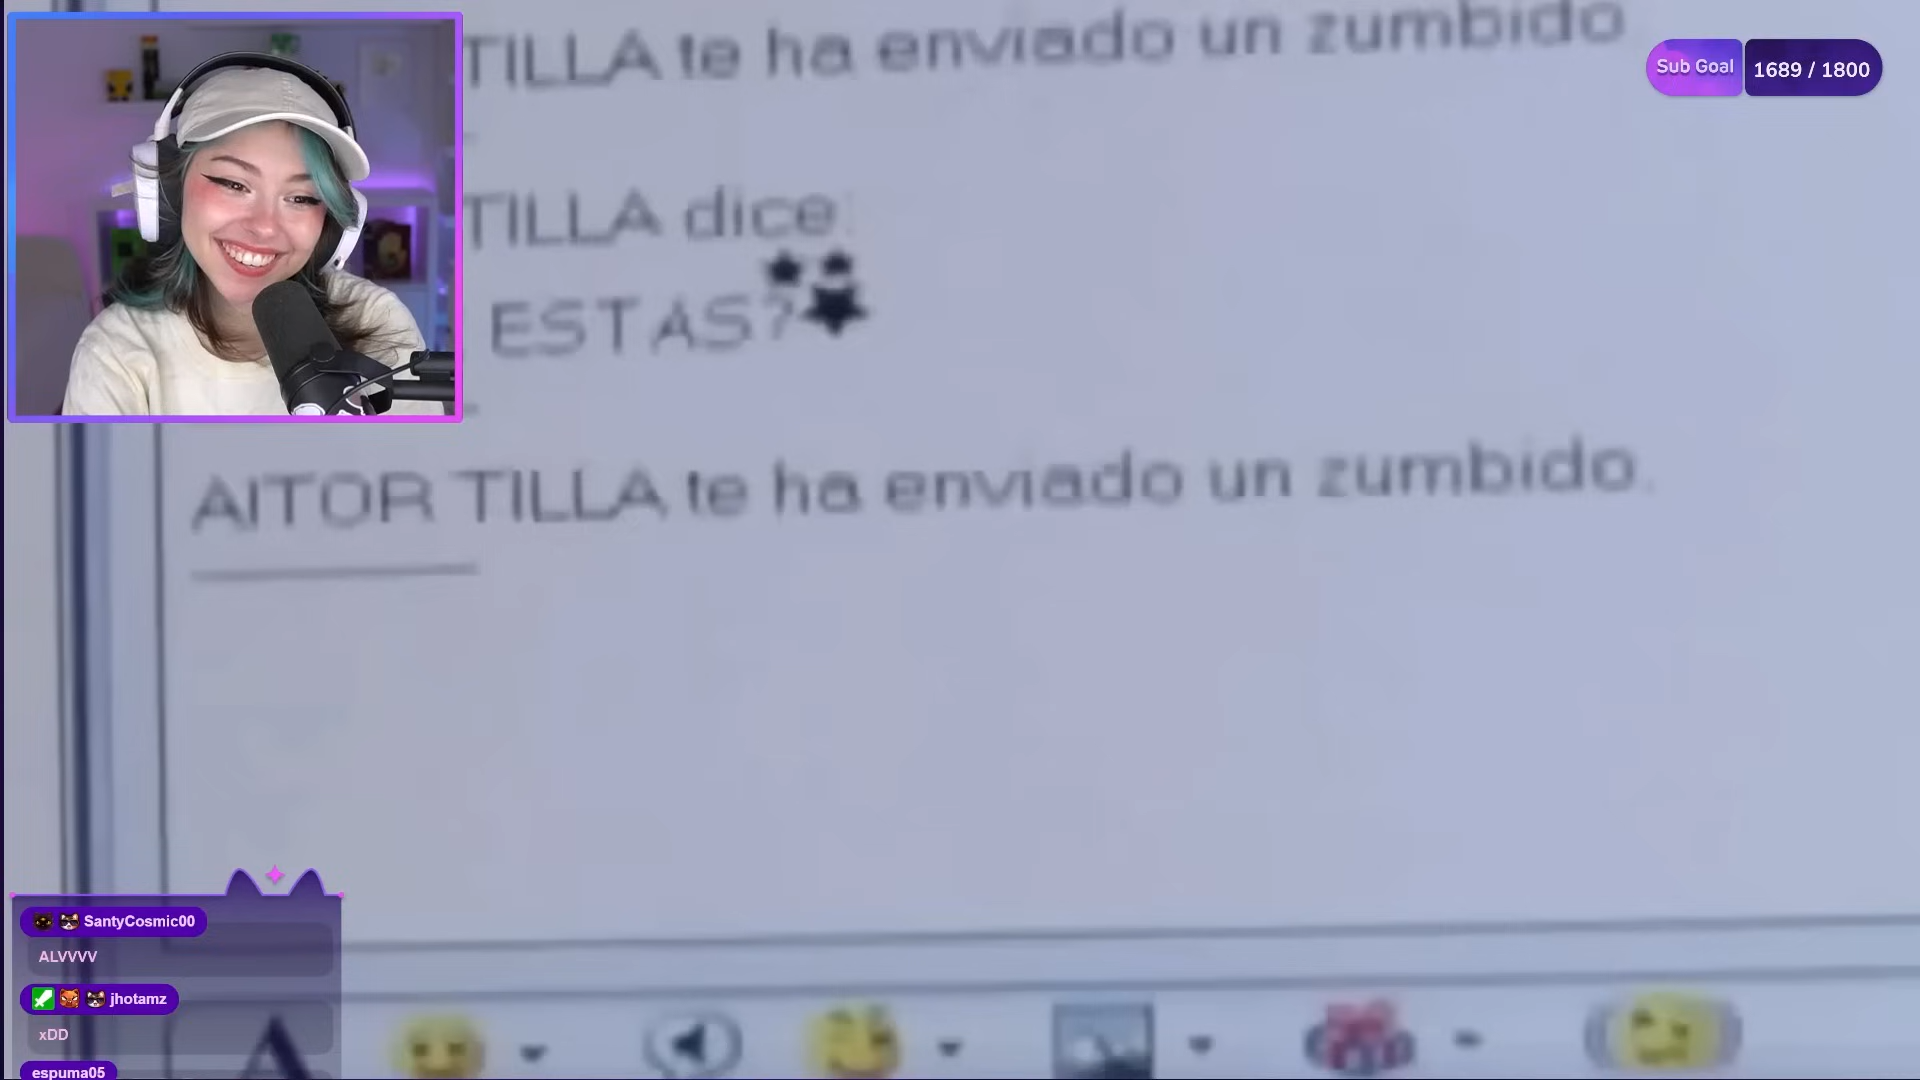 TILLA te ha enviado un zumbido
Sub Goal
1689 / 1800
TILLA dice:
ESTAS?
AITOR TILLA te ha enviado un zumbido.
SantyCosmic00
ALVVVV
jhotamz
xDD
espuma05
A